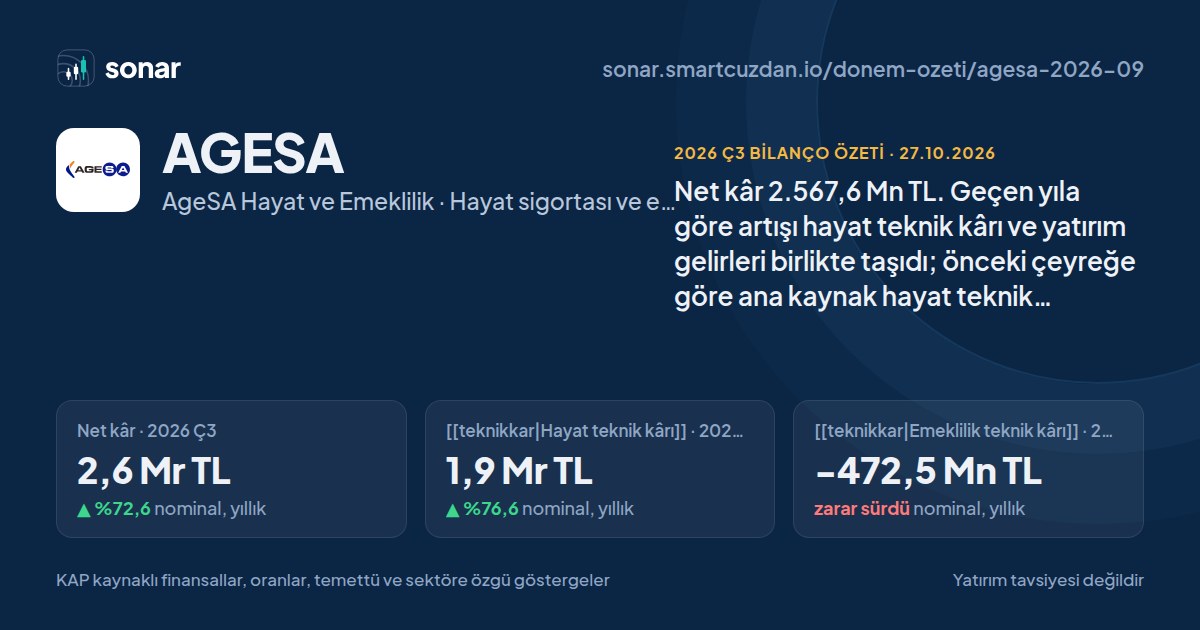 sonar
sonar.smartcuzdan.io/donem-ozeti/agesa-2026-09
AGESA
AGESA
AgeSA Hayat ve Emeklilik · Hayat sigortası ve e…
2026 Ç3 BİLANÇO ÖZETİ · 27.10.2026
Net kâr 2.567,6 Mn TL. Geçen yıla
göre artışı hayat teknik kârı ve yatırım
gelirleri birlikte taşıdı; önceki çeyreğe
göre ana kaynak hayat teknik…
Net kâr · 2026 Ç3
2,6 Mr TL
▲ %72,6 nominal, yıllık
[[teknikkar|Hayat teknik kârı]] · 202…
1,9 Mr TL
▲ %76,6 nominal, yıllık
[[teknikkar|Emeklilik teknik kârı]] · 2…
−472,5 Mn TL
zarar sürdü nominal, yıllık
KAP kaynaklı finansallar, oranlar, temettü ve sektöre özgü göstergeler
Yatırım tavsiyesi değildir